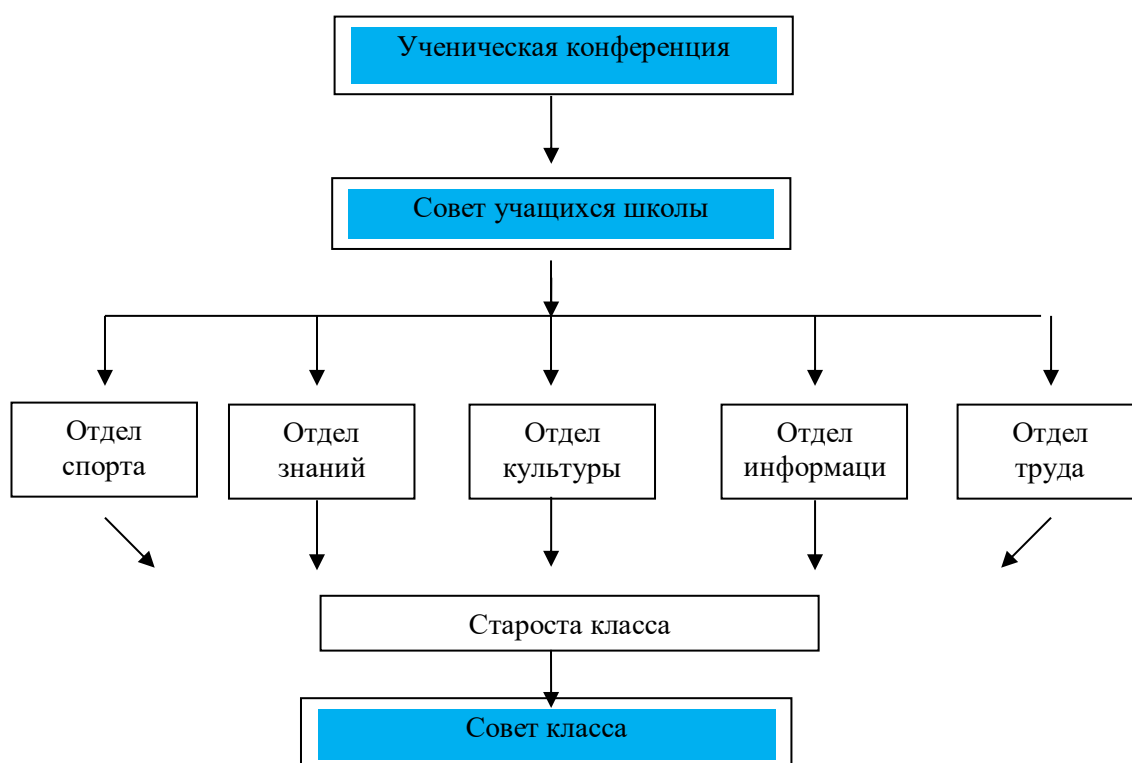 Ученическая конференция
Совет учащихся школы
Отдел
спорта
Отдел
знаний
Отдел
культуры
Отдел
информаци
Отдел
труда
Староста класса
Совет класса